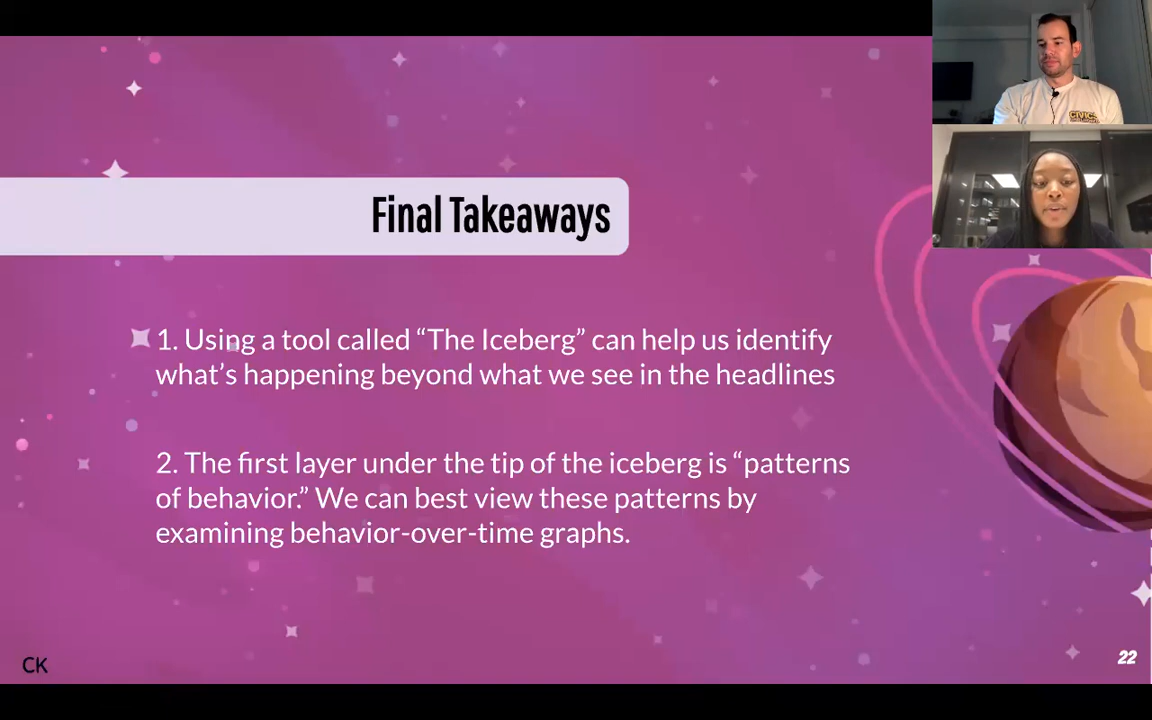 CIVICS
Final Takeaways
1. Using a tool called “The Iceberg” can help us identify
what’s happening beyond what we see in the headlines
2. The first layer under the tip of the iceberg is “patterns
of behavior.” We can best view these patterns by
examining behavior-over-time graphs.
CK
22